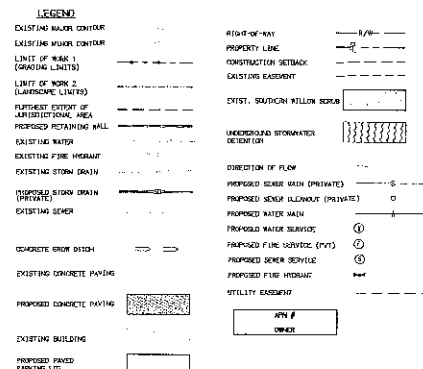 LEGEND
EXISTING MAJOR CONTOUR
EXISTING MINOR CONTOUR
LIMIT OF WORK 1
(GRADING LIMITS)
LIMIT OF WORK 2
(LANDSCAPE LIMITS)
FURTHEST EXTENT OF
JURISDICTIONAL AREA
PROPOSED RETAINING WALL
EXISTING WATER
EXISTING FIRE HYDRANT
EXISTING STORM DRAIN
PROPOSED STORM DRAIN
(PRIVATE)
EXISTING SEWER
CONCRETE BROW DITCH
EXISTING CONCRETE PAVING
PROPOSED CONCRETE PAVING
EXISTING BUILDING
PROPOSED PAVED
PARKING LOT
RIGHT-OF-WAY R/W
PROPERTY LINE
CONSTRUCTION SETBACK
EXISTING EASEMENT
EXIST. SOUTHERN WILLOW SCRUB
UNDERGROUND STORMWATER
DETENTION
DIRECTION OF FLOW
PROPOSED SEWER MAIN (PRIVATE) S
PROPOSED SEWER CLEANOUT (PRIVATE)
PROPOSED WATER MAIN
PROPOSED WATER SERVICE W
PROPOSED FIRE SERVICE (PVT) F
PROPOSED SEWER SERVICE S
PROPOSED FIRE HYDRANT
UTILITY EASEMENT
APN #
OWNER